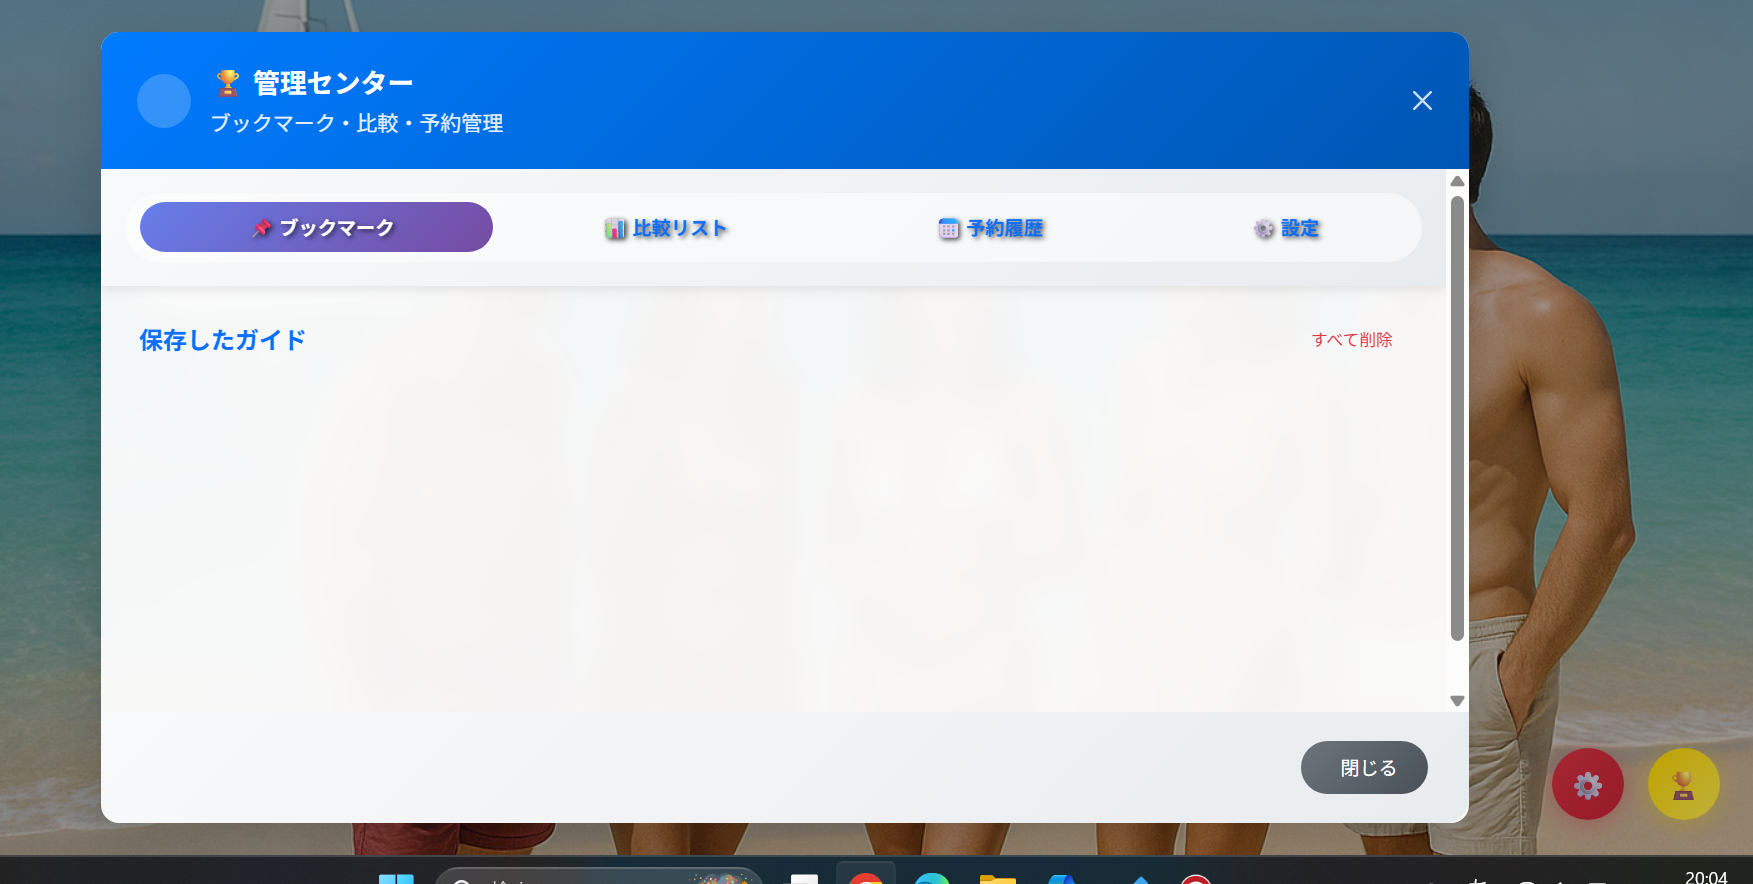 管理センター
ブックマーク・比較・予約管理
ブックマーク
比較リスト
予約履歴
設定
保存したガイド
すべて削除
閉じる
20:04